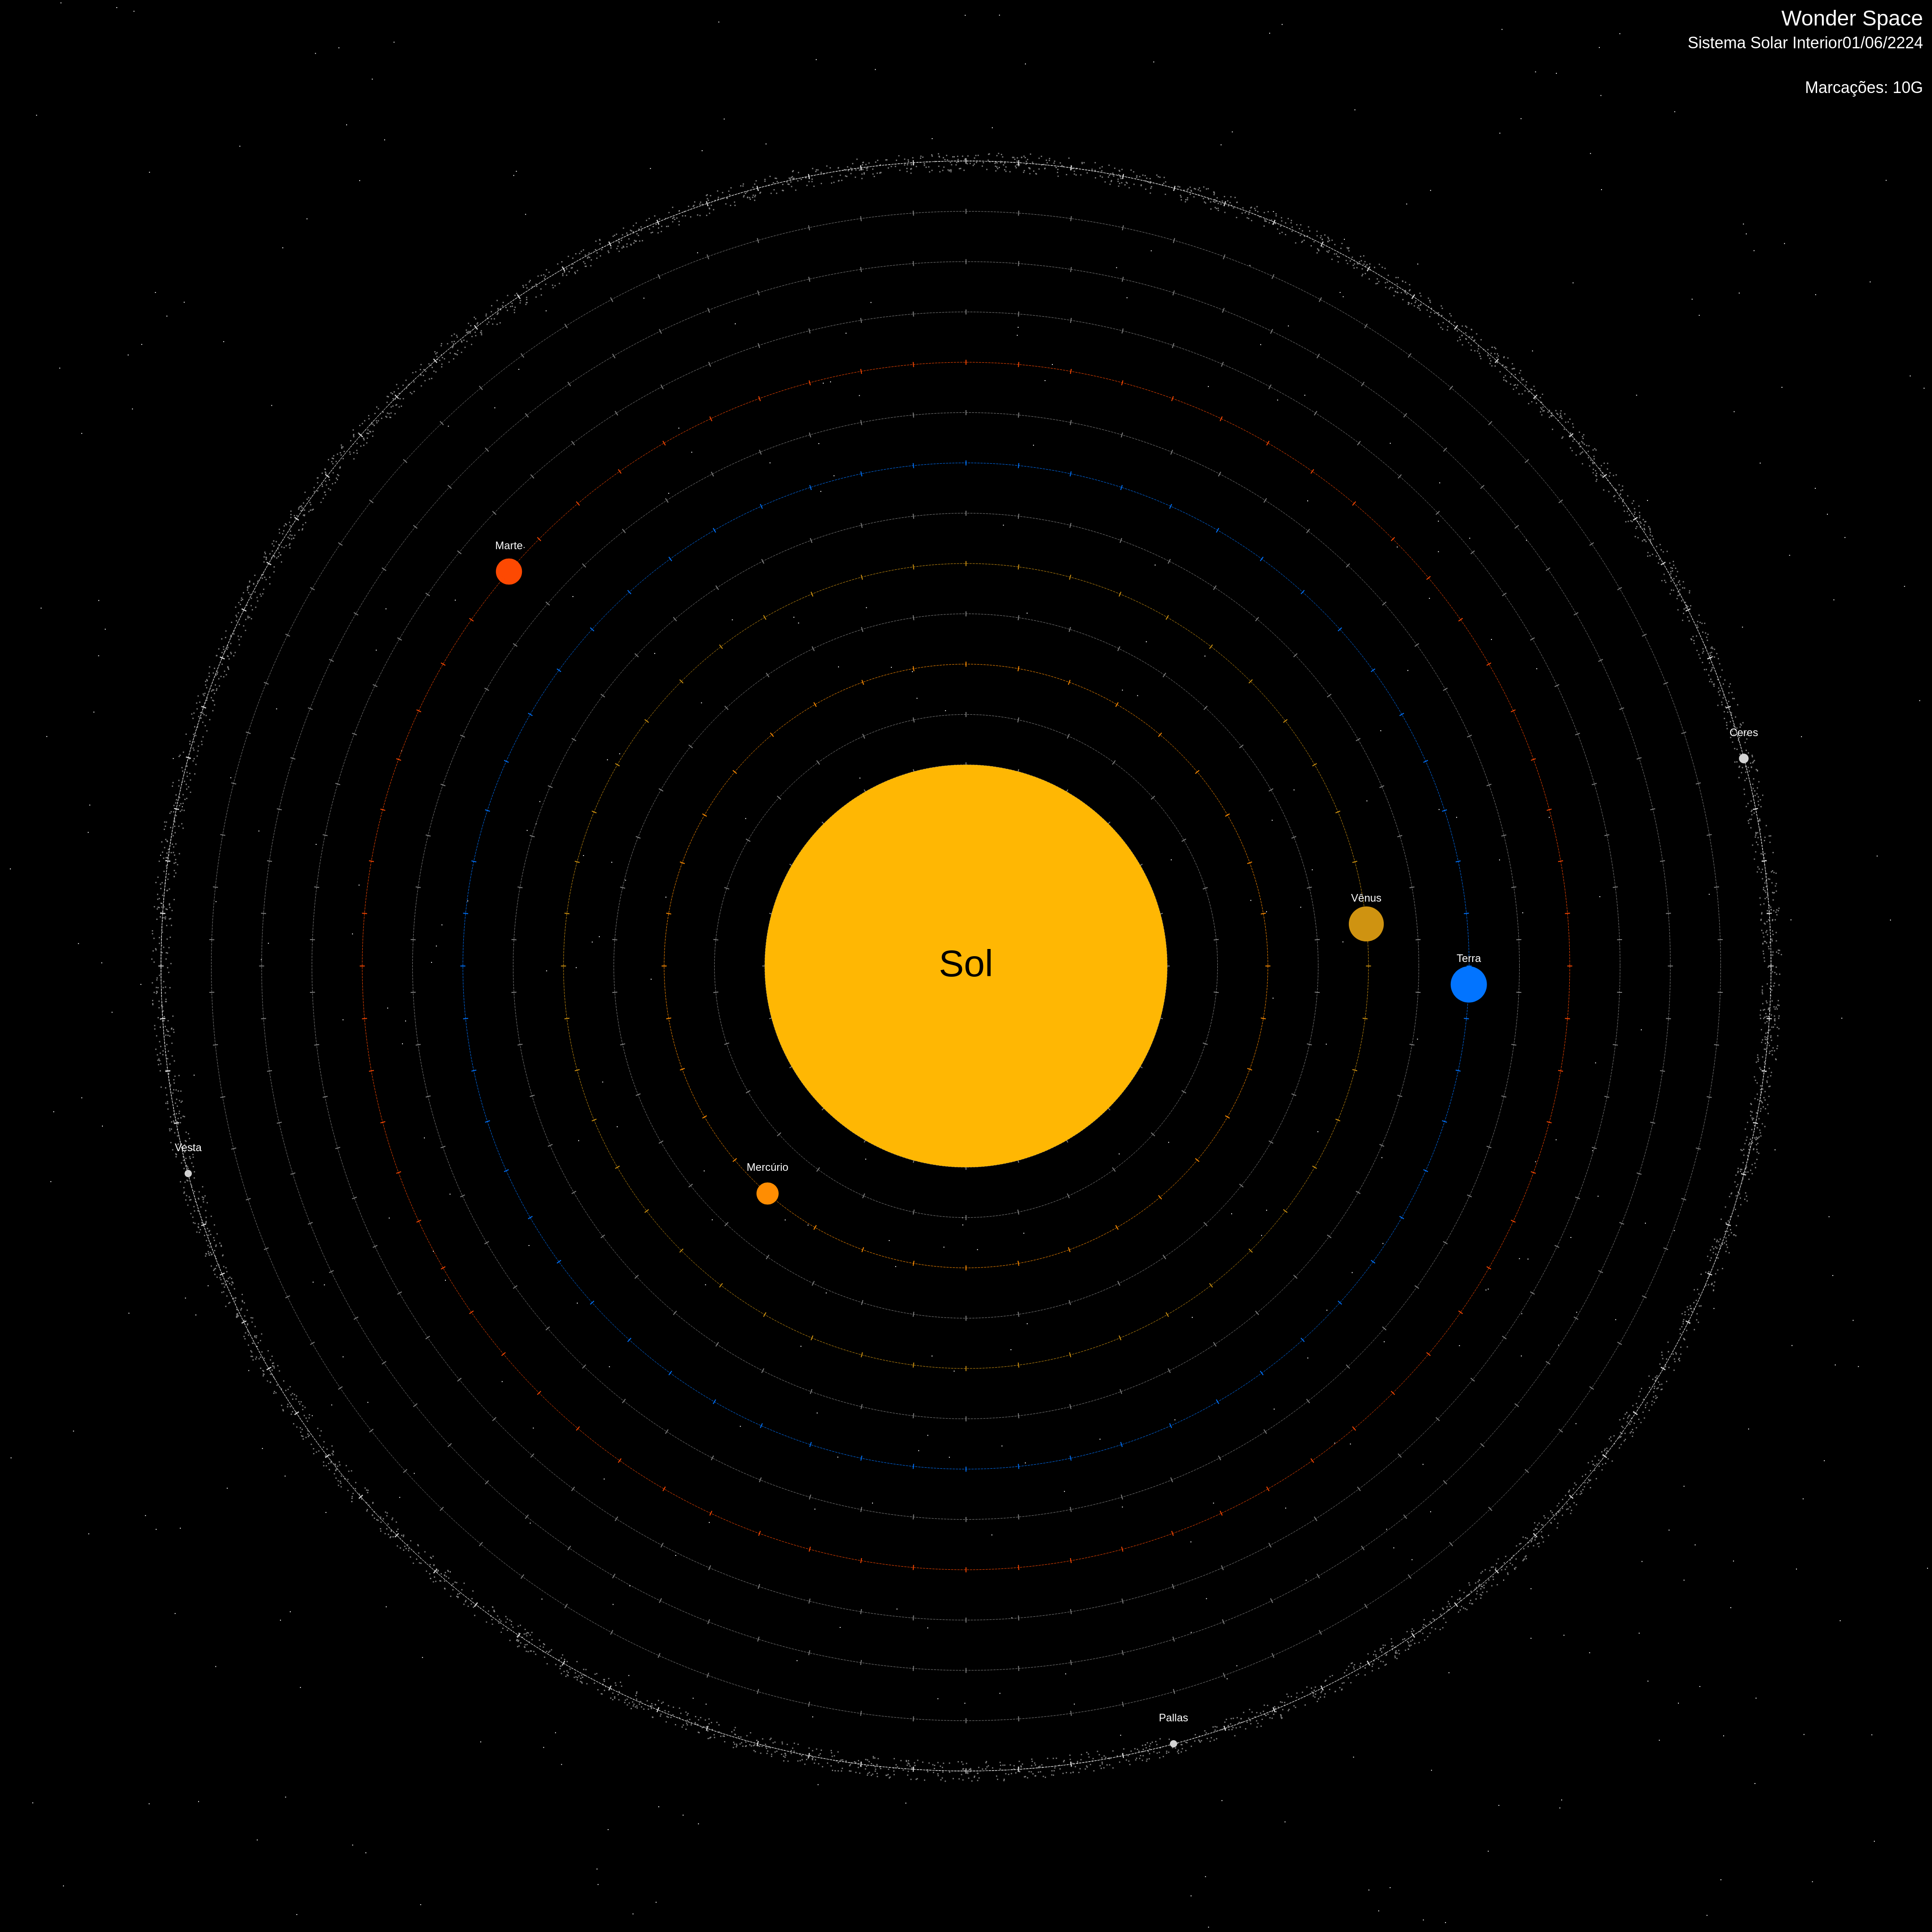 Wonder Space
Sistema Solar Interior01/06/2224
Marcações: 10G
Marte
Ceres
Vênus
Sol
Terra
Vesta
Mercúrio
Pallas